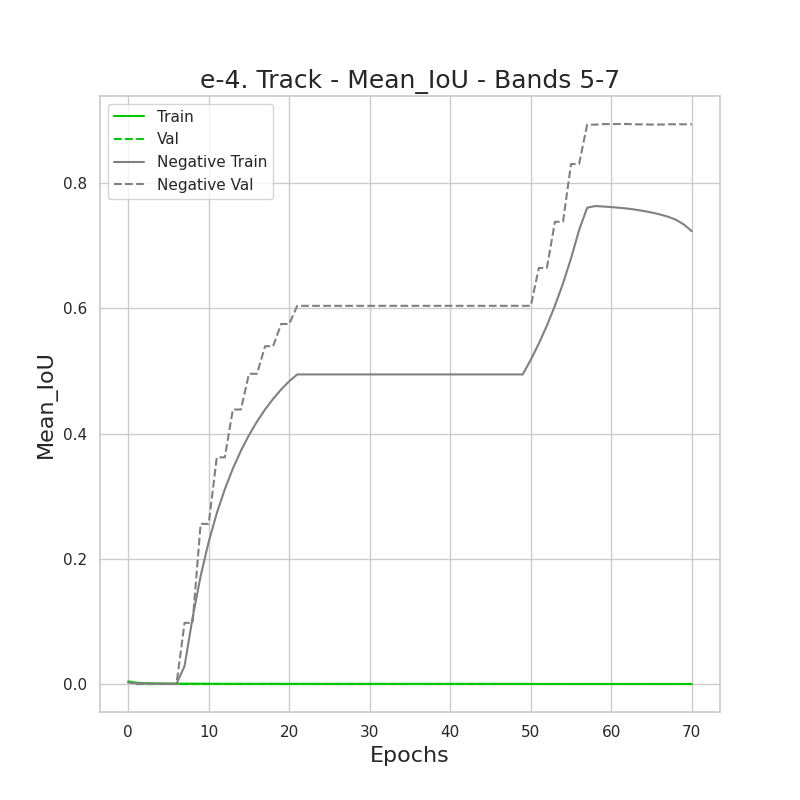 e-4. Track - Mean_IoU - Bands 5-7
Train
Val
Negative Train
Negative Val
0.8
0.6
0.4
0.2
0.0
Mean_IoU
0 10 20 30 40 50 60 70
Epochs